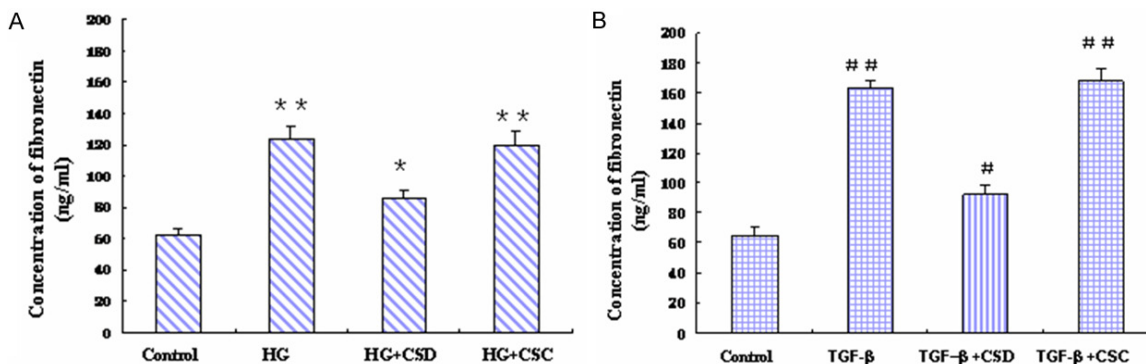 A
Concentration of fibronectin
(ng/ml)
200
180
160
140
120
100
80
60
40
20
0
* *
*
* *
Control
HG
HG+CSD
HG+CSC
B
Concentration of fibronectin
(ng/ml)
200
180
160
140
120
100
80
60
40
20
0
# #
#
# #
Control
TGF-β
TGF-β +CSD
TGF-β +CSC